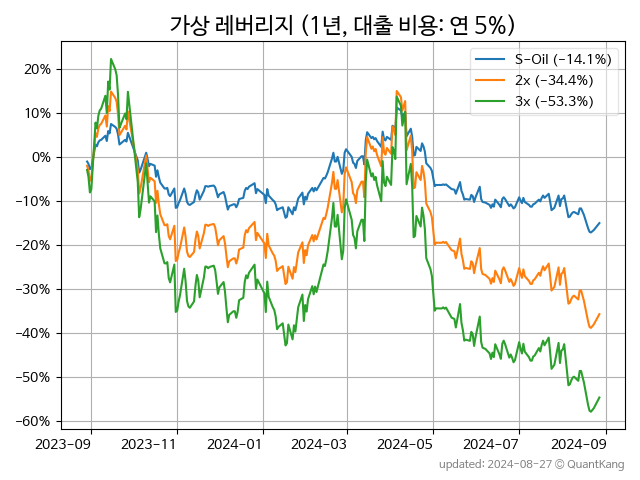 가상 레버리지 (1년, 대출 비용: 연 5%)
S-Oil (-14.1%)
2x (-34.4%)
3x (-53.3%)
20%
10%
0%
-10%
-20%
-30%
-40%
-50%
-60%
2023-09 2023-11 2024-01 2024-03 2024-05 2024-07 2024-09
updated: 2024-08-27 © QuantKang